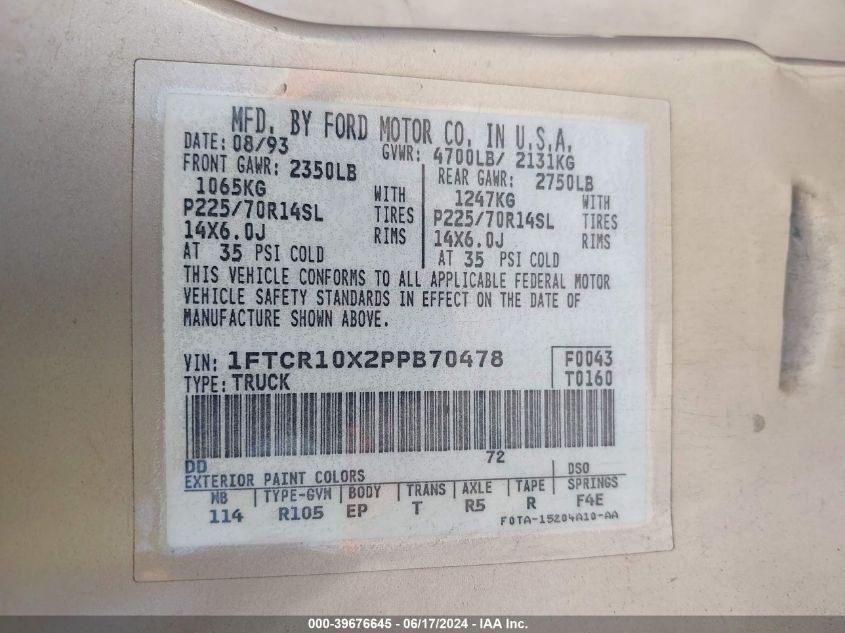 MFD. BY FORD MOTOR CO. IN U.S.A.
DATE: 08/93 GVWR: 4700LB/ 2131KG
FRONT GAWR: 2350LB REAR GAWR: 2750LB
1065KG WITH 1247KG WITH
P225/70R14SL TIRES P225/70R14SL TIRES
14X6.0J RIMS 14X6.0J RIMS
AT 35 PSI COLD AT 35 PSI COLD
THIS VEHICLE CONFORMS TO ALL APPLICABLE FEDERAL MOTOR
VEHICLE SAFETY STANDARDS IN EFFECT ON THE DATE OF
MANUFACTURE SHOWN ABOVE.
VIN: 1FTCR10X2PPB70478 F0043
TYPE: TRUCK T0160
DD 72
EXTERIOR PAINT COLORS DSO
WB TYPE-GVM BODY TRANS AXLE TAPE SPRINGS
114 R105 EP T R5 R F4E
F0TA-15204A10-AA
000-39676645 - 06/17/2024 - IAA Inc.